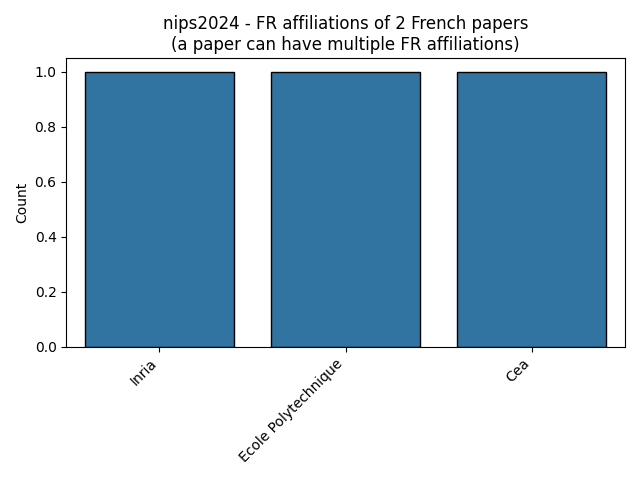 nips2024 - FR affiliations of 2 French papers
(a paper can have multiple FR affiliations)
1.0
0.8
0.6
0.4
0.2
0.0
Count
Inria
Ecole Polytechnique
Cea